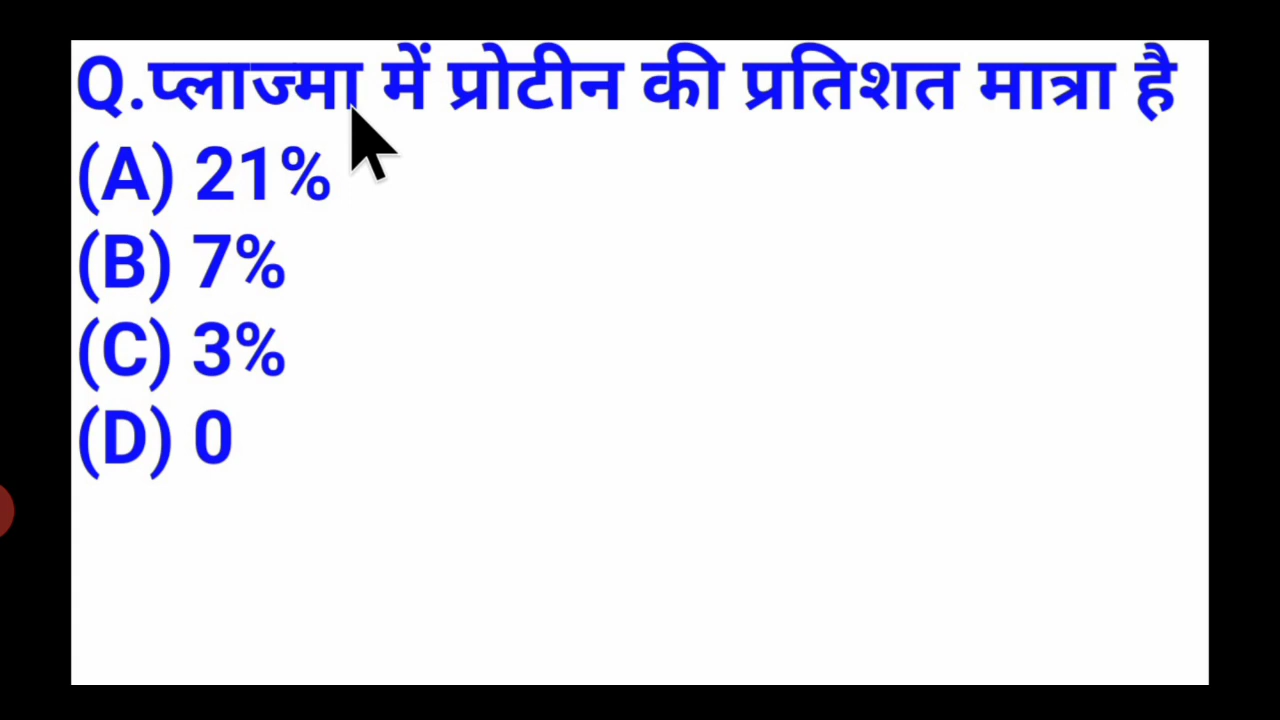 Q.प्लाज्मा में प्रोटीन की प्रतिशत मात्रा है
(A) 21%
(B) 7%
(C) 3%
(D) 0